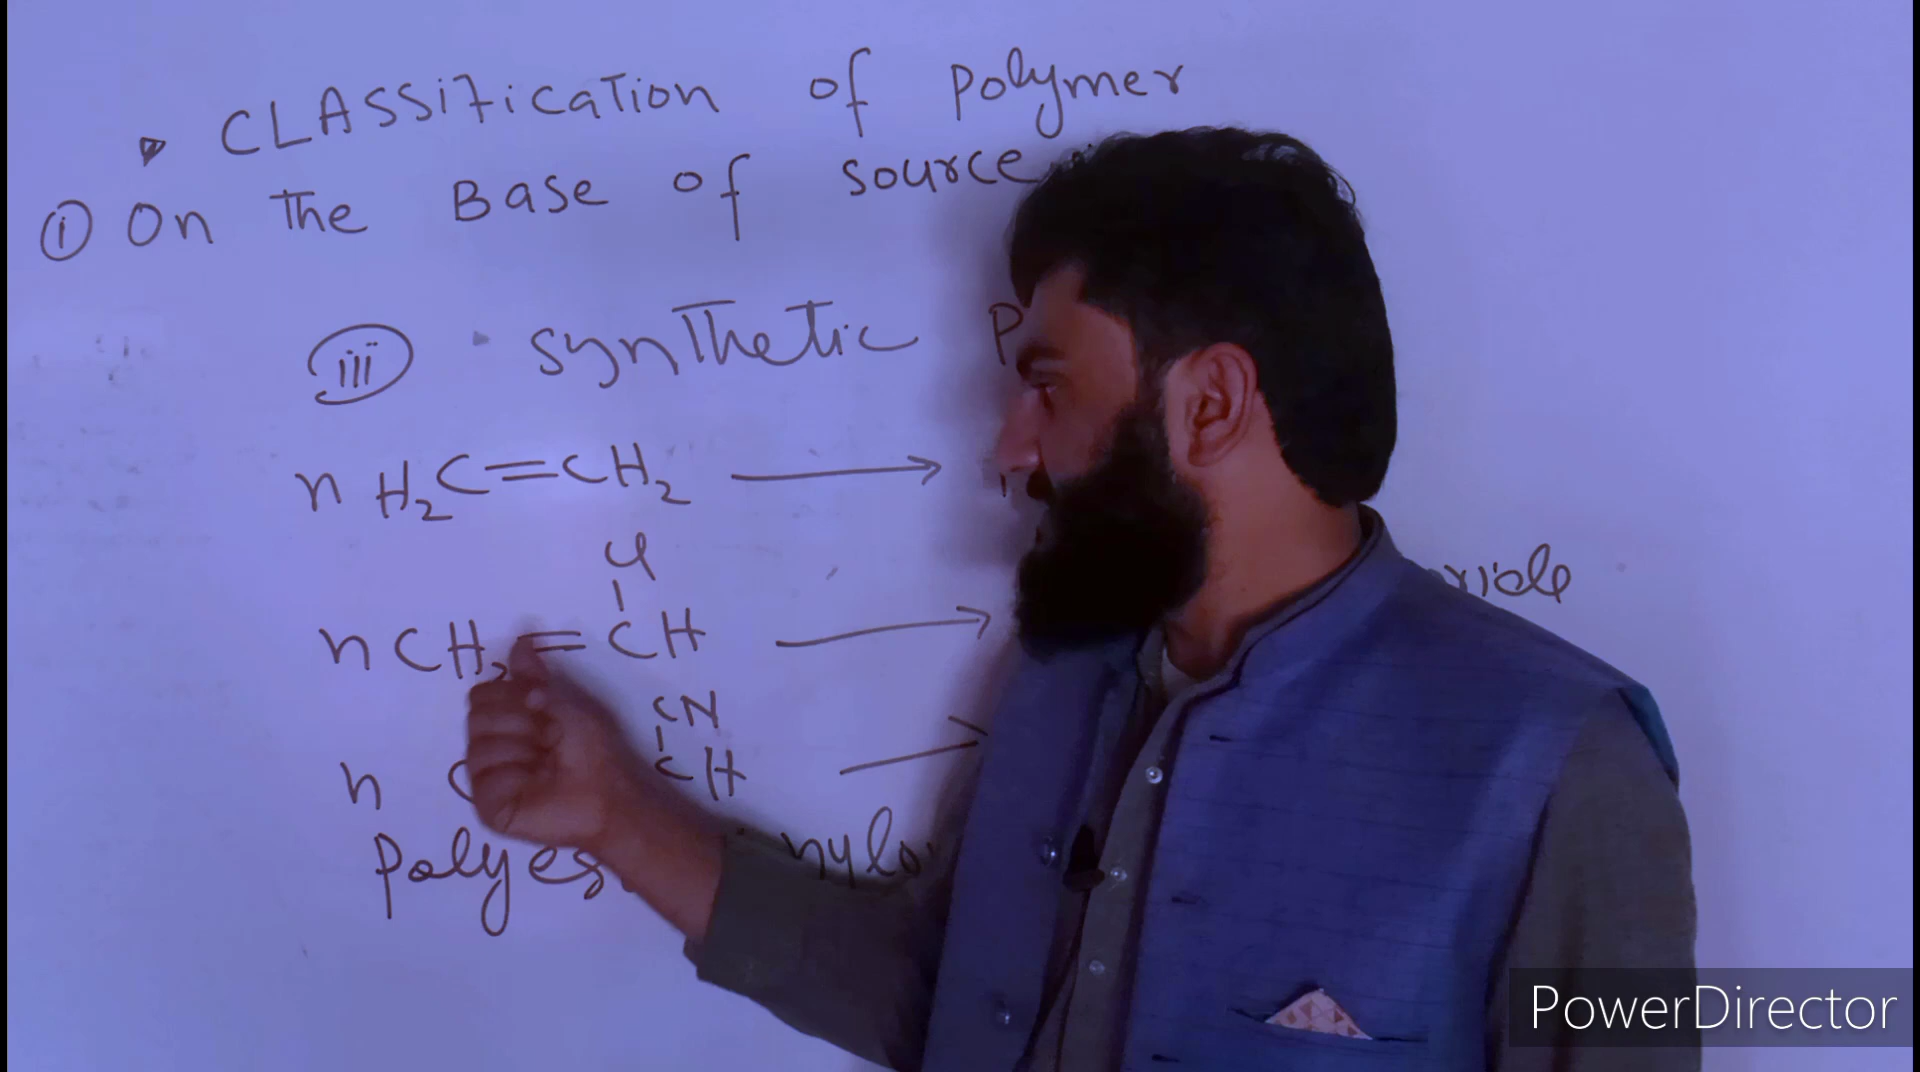 CLASSification of polymer
i On The Base of source
iii synThetic P
n H2C=CH2 →
Cl
n CH2=CH →
CN
n C CH →
Polyes nylo
PowerDirector